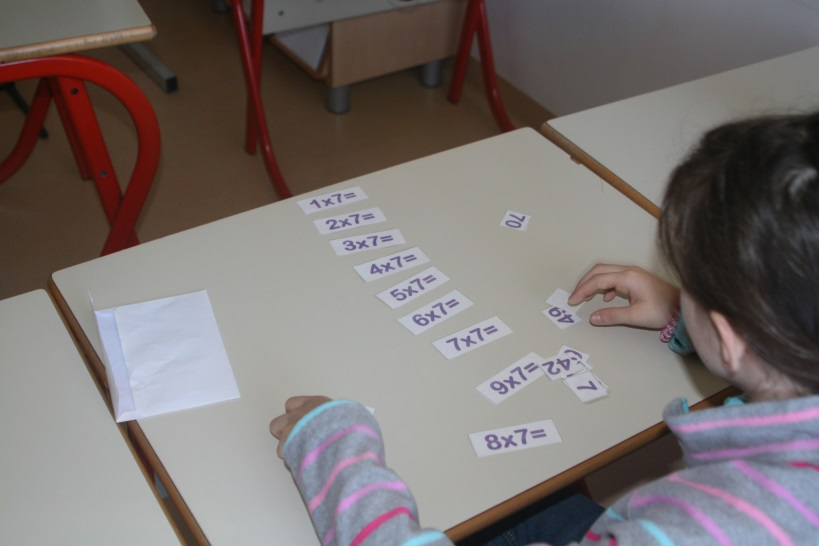 1x7=
2x7=
3x7=
4x7=
5x7=
6x7=
7x7=
9x7=
8x7=
70
49
42
7